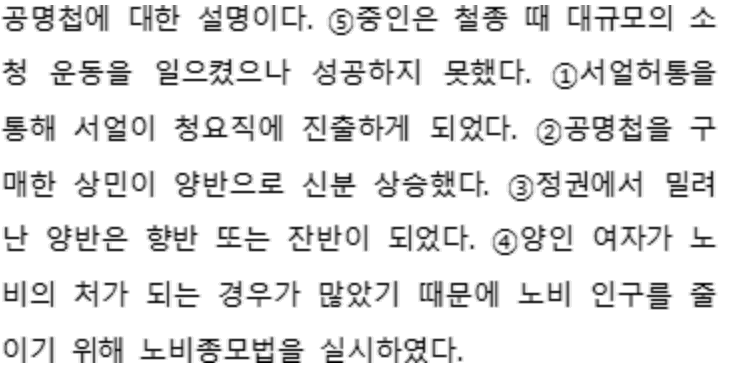 공명첩에 대한 설명이다. ⑤중인은 철종 때 대규모의 소
청 운동을 일으켰으나 성공하지 못했다. ①서얼허통을
통해 서얼이 청요직에 진출하게 되었다. ②공명첩을 구
매한 상민이 양반으로 신분 상승했다. ③정권에서 밀려
난 양반은 향반 또는 잔반이 되었다. ④양인 여자가 노
비의 처가 되는 경우가 많았기 때문에 노비 인구를 줄
이기 위해 노비종모법을 실시하였다.